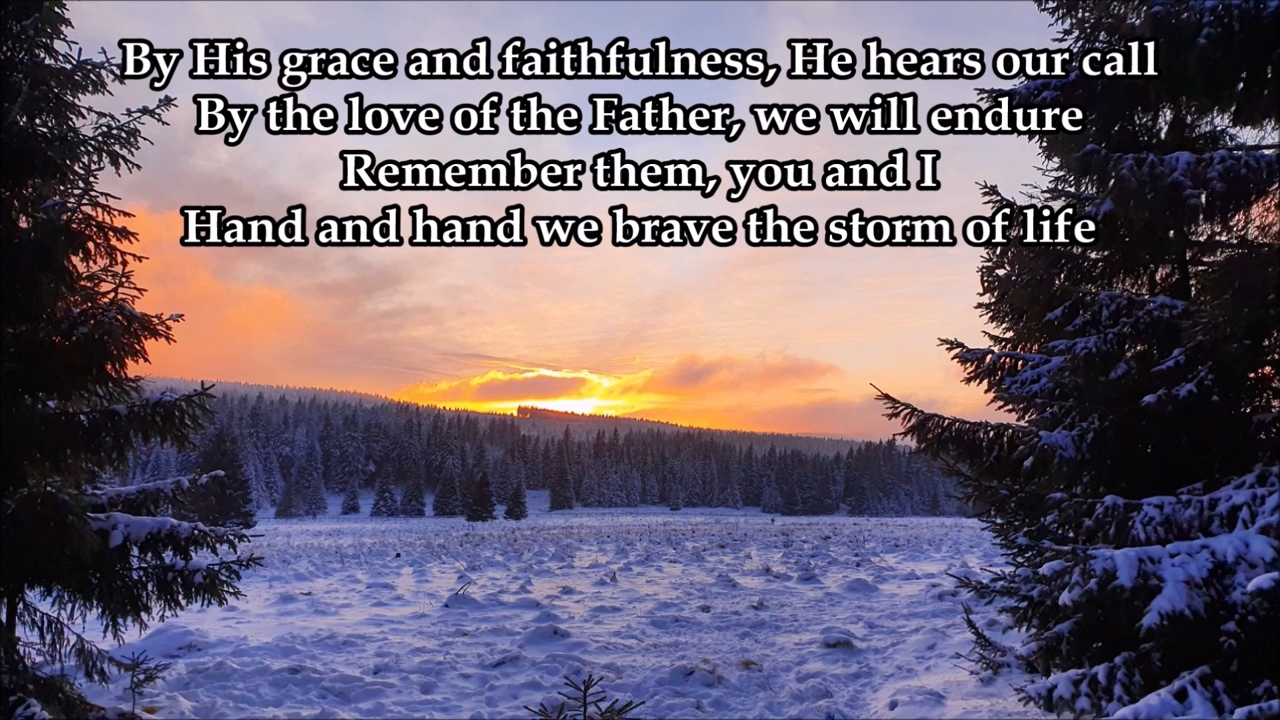 By His grace and faithfulness, He hears our call
By the love of the Father, we will endure
Remember them, you and I
Hand and hand we brave the storm of life